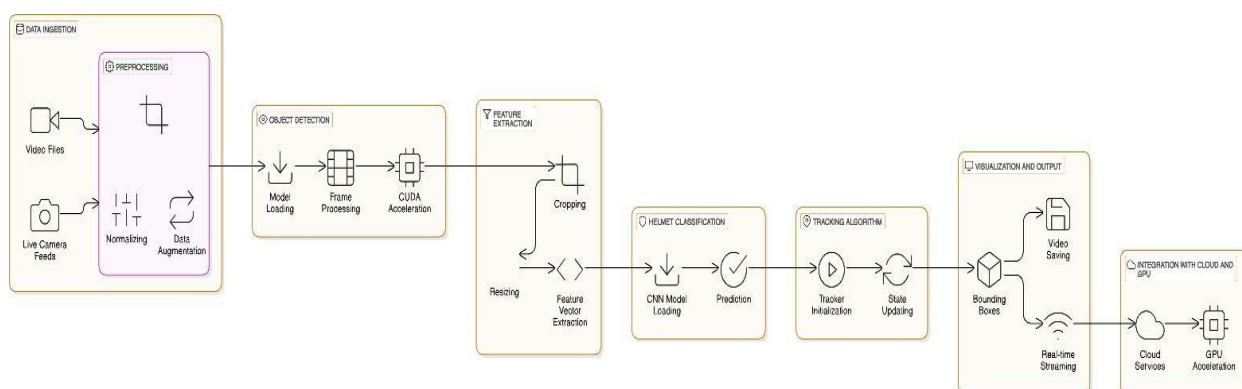 DATA INGESTION
PREPROCESSING
Video Files
Live Camera
Feeds
Normalizing
Data
Augmentation
OBJECT DETECTION
Model
Loading
Frame
Processing
CUDA
Acceleration
FEATURE
EXTRACTION
Cropping
Resizing
Feature
Vector
Extraction
HELMET CLASSIFICATION
CNN Model
Loading
Prediction
TRACKING ALGORITHM
Tracker
Initialization
State
Updating
VISUALIZATION AND OUTPUT
Bounding
Boxes
Video
Saving
Real-time
Streaming
INTEGRATION WITH CLOUD AND
GPU
Cloud
Services
GPU
Acceleration